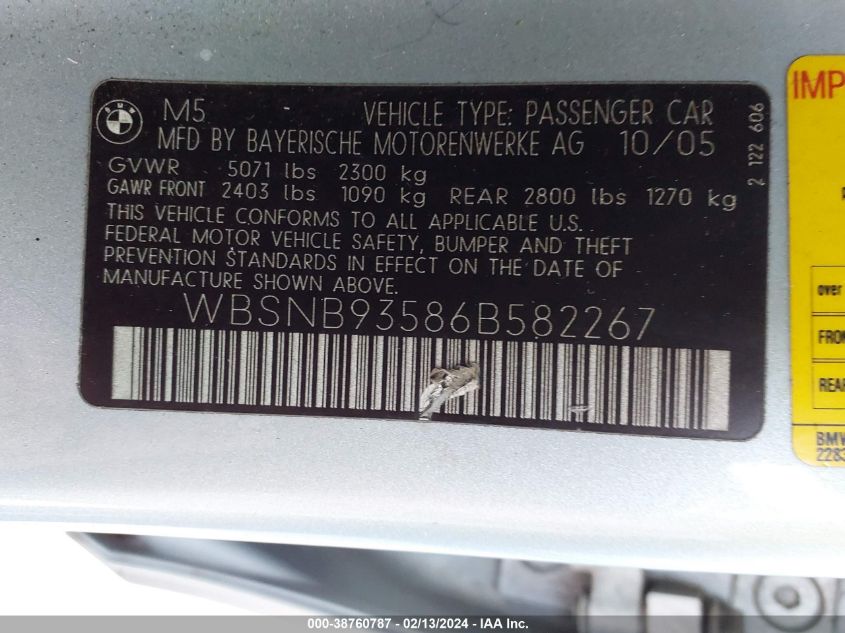 BMW
M5 VEHICLE TYPE: PASSENGER CAR
MFD BY BAYERISCHE MOTORENWERKE AG 10/05
GVWR 5071 lbs 2300 kg
GAWR FRONT 2403 lbs 1090 kg REAR 2800 lbs 1270 kg
THIS VEHICLE CONFORMS TO ALL APPLICABLE U.S.
FEDERAL MOTOR VEHICLE SAFETY, BUMPER AND THEFT
PREVENTION STANDARDS IN EFFECT ON THE DATE OF
MANUFACTURE SHOWN ABOVE.
WBSNB93586B582267
2 122 606
IMP
over
FRON
REAR
BMW
2283
000-38760787 - 02/13/2024 - IAA Inc.